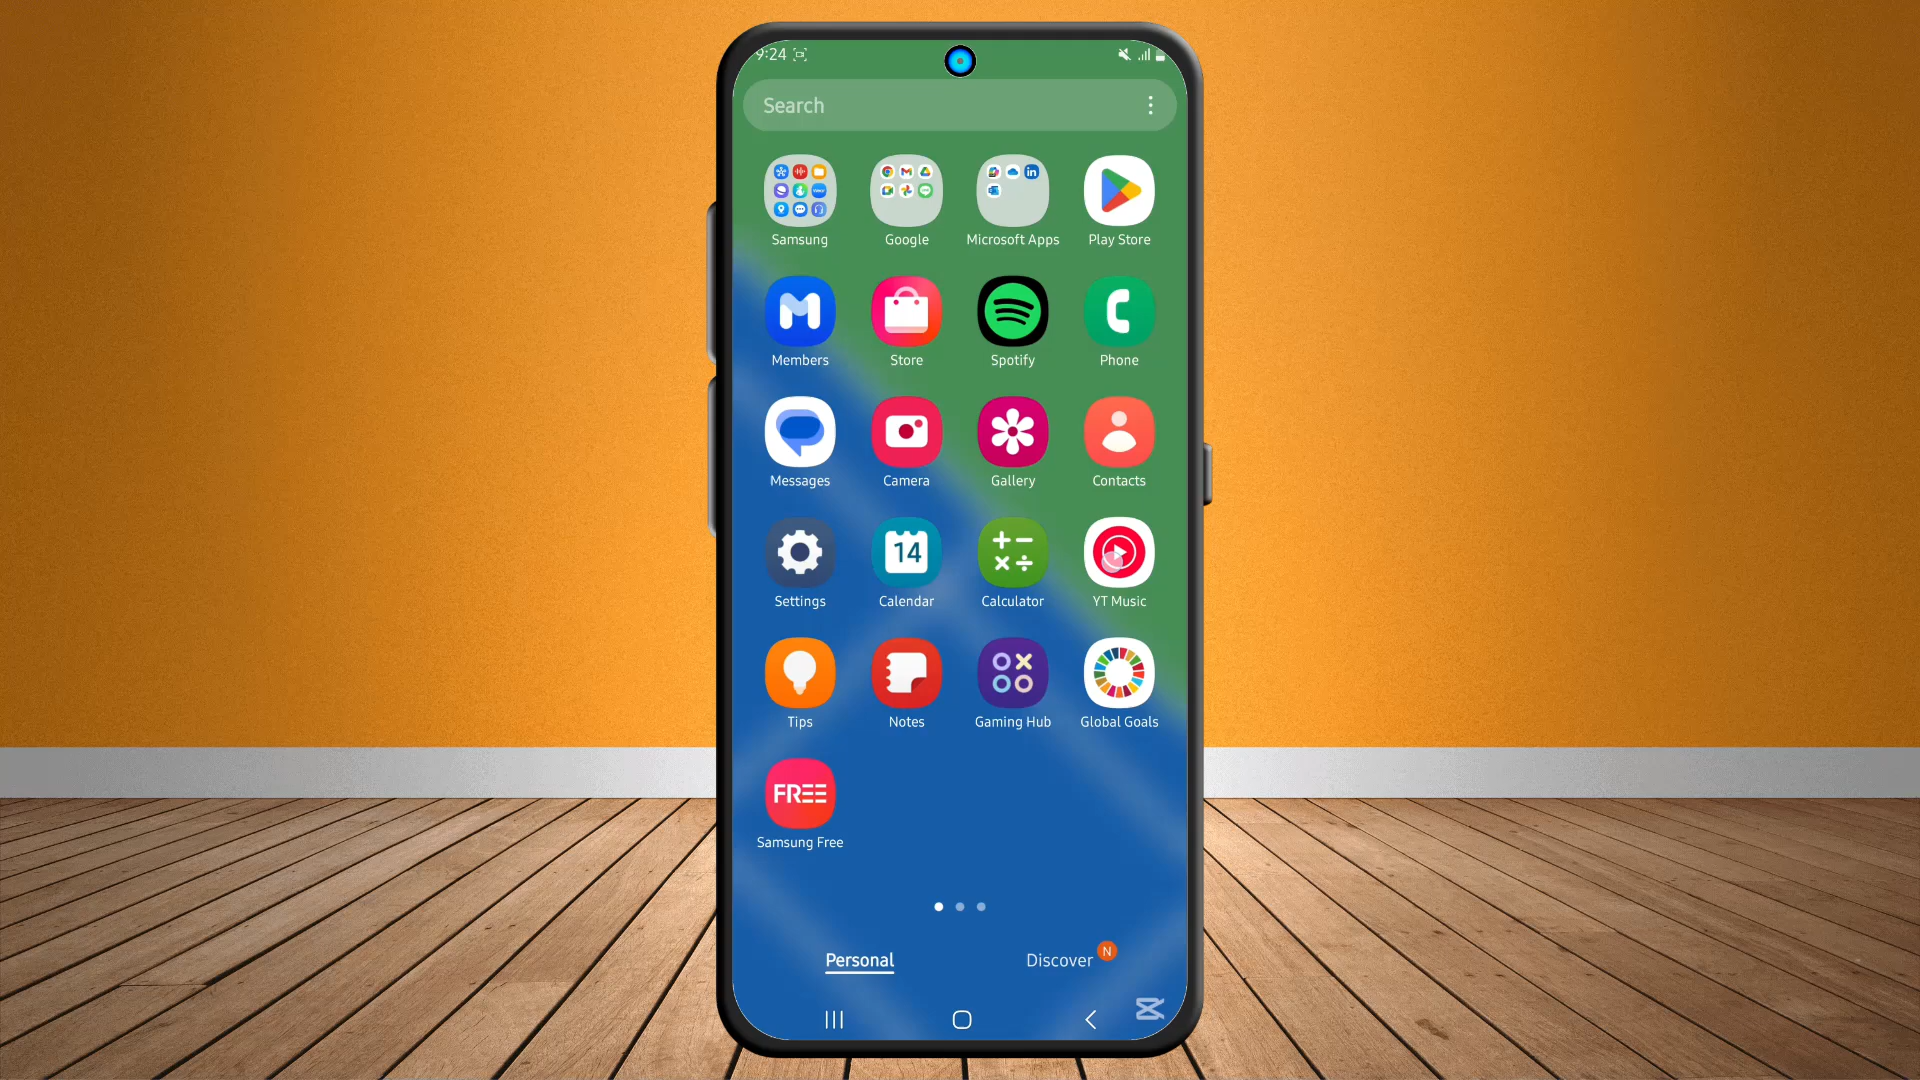 9:24
Search
Samsung Google Microsoft Apps Play Store
Members Store Spotify Phone
Messages Camera Gallery Contacts
14
Settings Calendar Calculator YT Music
Tips Notes Gaming Hub Global Goals
FREE
Samsung Free
Personal Discover N